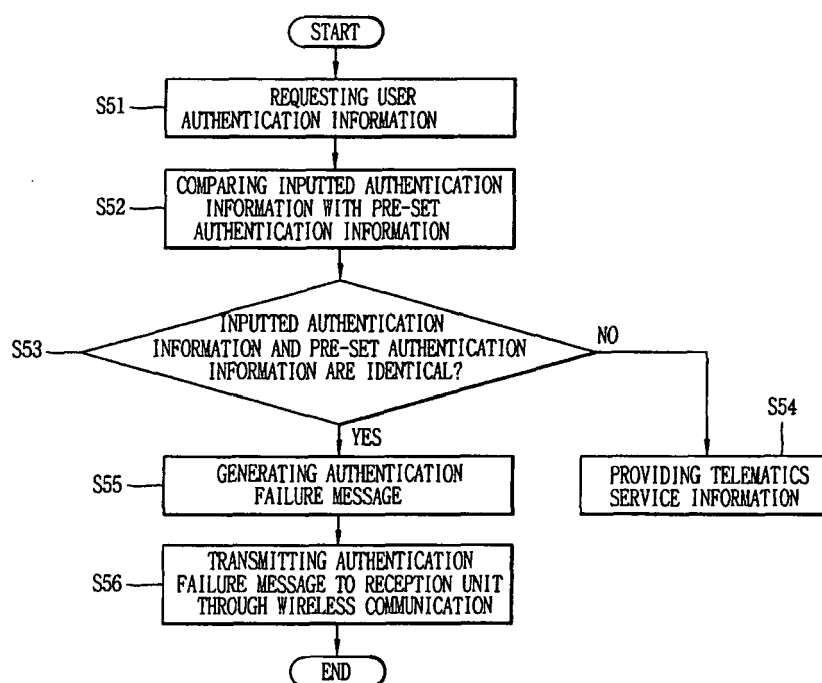 START
S51
REQUESTING USER
AUTHENTICATION INFORMATION
S52
COMPARING INPUTTED AUTHENTICATION
INFORMATION WITH PRE-SET
AUTHENTICATION INFORMATION
S53
INPUTTED AUTHENTICATION
INFORMATION AND PRE-SET AUTHENTICATION
INFORMATION ARE IDENTICAL?
NO
YES
S54
PROVIDING TELEMATICS
SERVICE INFORMATION
S55
GENERATING AUTHENTICATION
FAILURE MESSAGE
S56
TRANSMITTING AUTHENTICATION
FAILURE MESSAGE TO RECEPTION UNIT
THROUGH WIRELESS COMMUNICATION
END